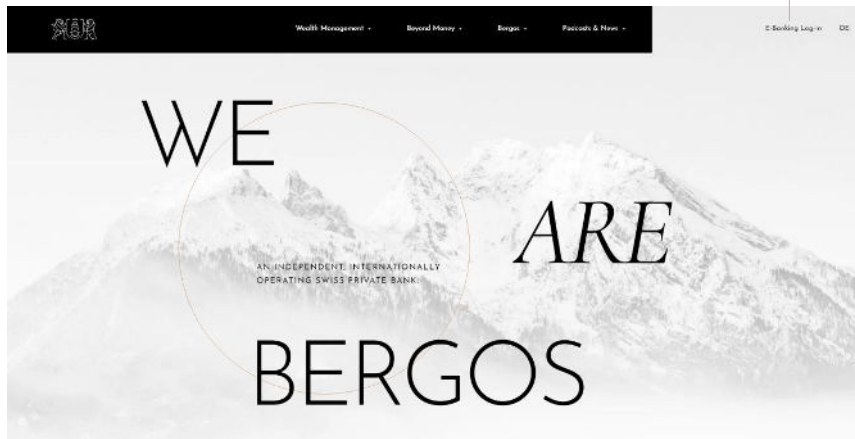 Wealth Management
Beyond Money
Bergos
Podcasts & News
E-Banking Log-in
DE
WE
ARE
AN INDEPENDENT, INTERNATIONALLY
OPERATING SWISS PRIVATE BANK
BERGOS